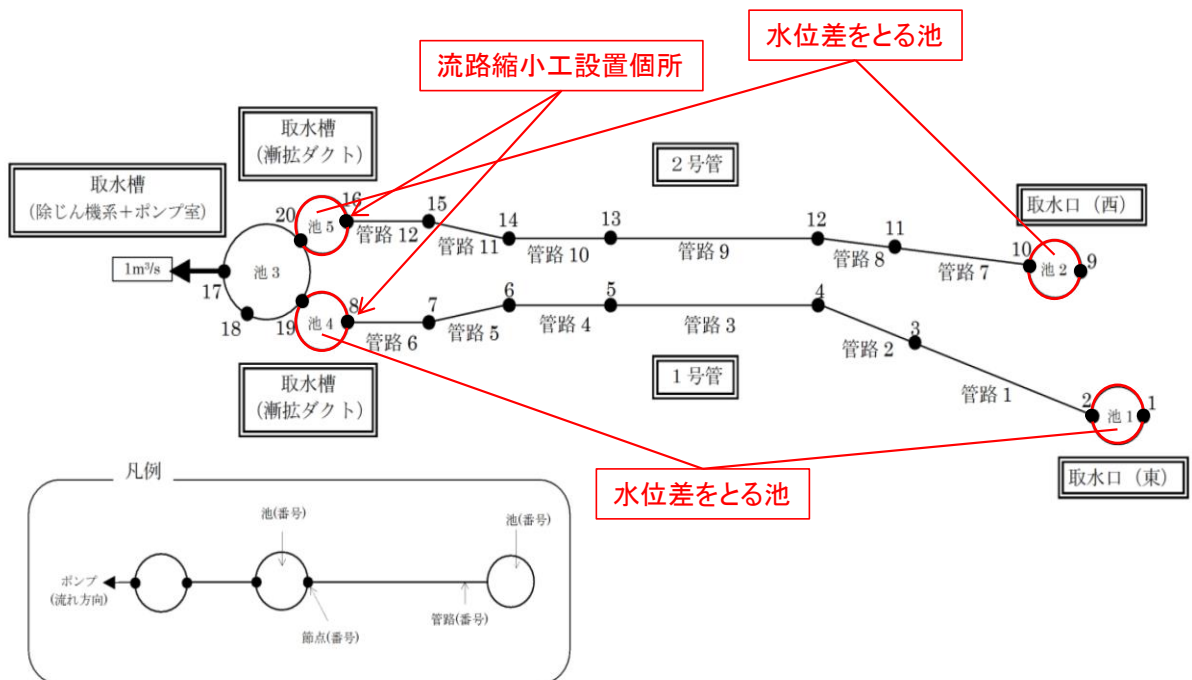 水位差をとる池
流路縮小工設置個所
取水槽
(漸拡ダクト)
２号管
取水槽
(除じん機系＋ポンプ室)
取水口（西）
16
15
20
池 5
14
13
12
11
管路 12
管路 11
管路 10
管路 9
管路 8
10
9
池 2
管路 7
1m³/s
池 3
17
6
5
4
18
19
池 4
8
7
3
管路 6
管路 5
管路 4
管路 3
管路 2
取水槽
(漸拡ダクト)
１号管
管路 1
2
1
池 1
水位差をとる池
取水口（東）
凡例
池(番号)
池(番号)
ポンプ
(流れ方向)
管路(番号)
節点(番号)